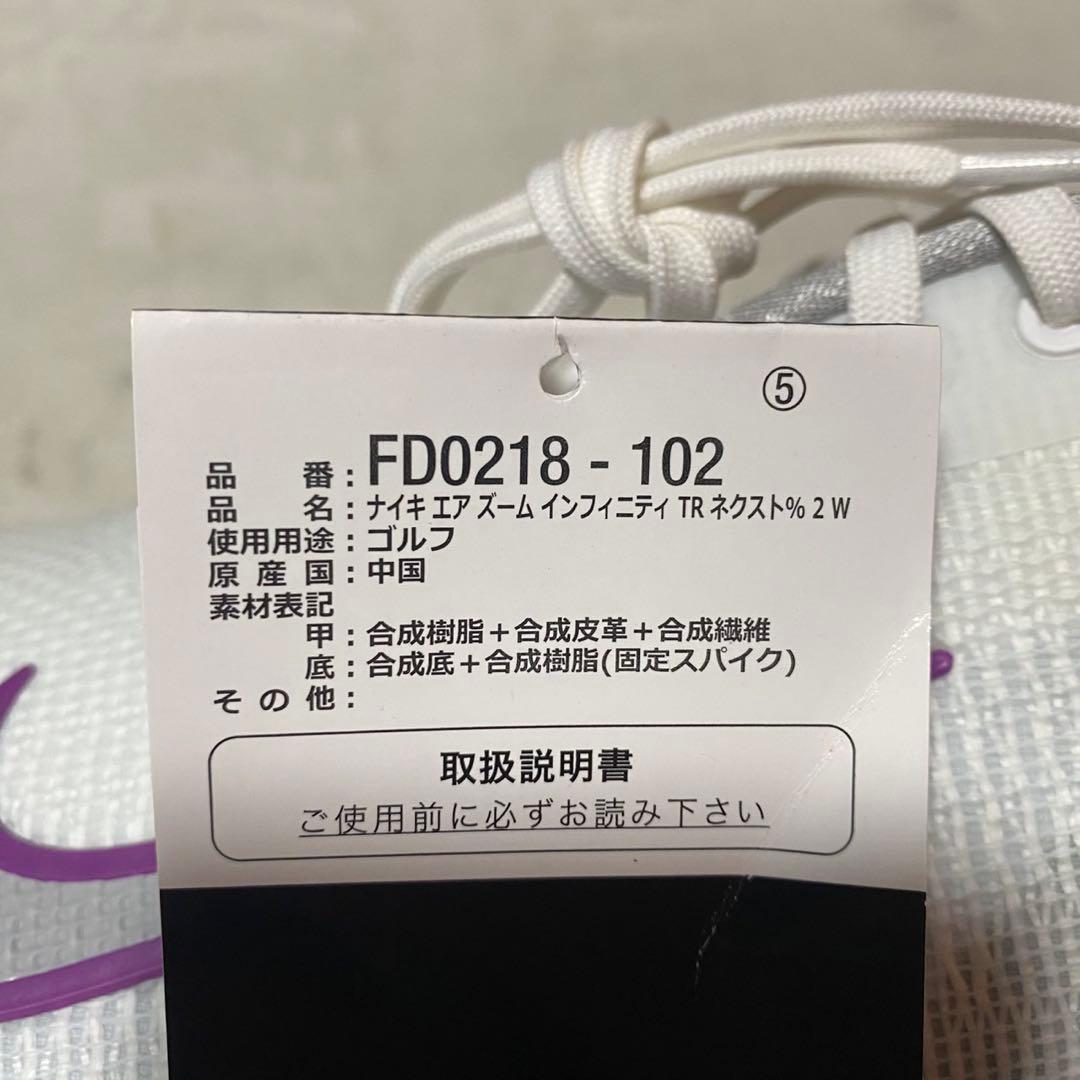 ⑤
品番:FD0218-102
品名:ナイキ エア ズーム インフィニティ TR ネクスト% 2 W
使用用途:ゴルフ
原産国:中国
素材表記
甲:合成樹脂+合成皮革+合成繊維
底:合成底+合成樹脂(固定スパイク)
その他:
取扱説明書
ご使用前に必ずお読み下さい